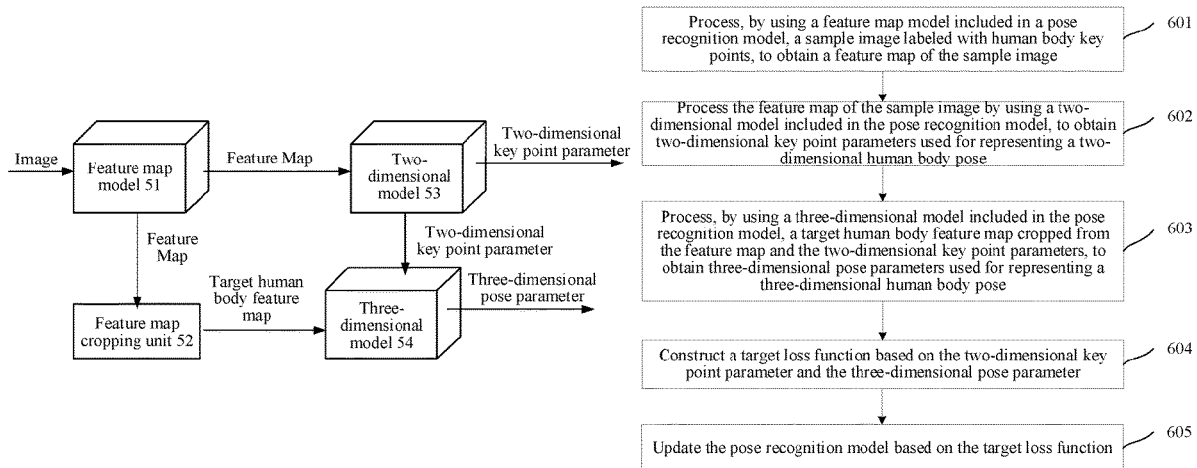 Image
Feature map
model 51
Feature Map
Two-
dimensional
model 53
Two-dimensional
key point parameter
Feature
Map
Two-dimensional
key point parameter
Feature map
cropping unit 52
Target human
body feature
map
Three-
dimensional
model 54
Three-dimensional
pose parameter
Process, by using a feature map model included in a pose
recognition model, a sample image labeled with human body key
points, to obtain a feature map of the sample image
601
Process the feature map of the sample image by using a two-
dimensional model included in the pose recognition model, to obtain
two-dimensional key point parameters used for representing a two-
dimensional human body pose
602
Process, by using a three-dimensional model included in the pose
recognition model, a target human body feature map cropped from
the feature map and the two-dimensional key point parameters, to
obtain three-dimensional pose parameters used for representing a
three-dimensional human body pose
603
Construct a target loss function based on the two-dimensional key
point parameter and the three-dimensional pose parameter
604
Update the pose recognition model based on the target loss function
605